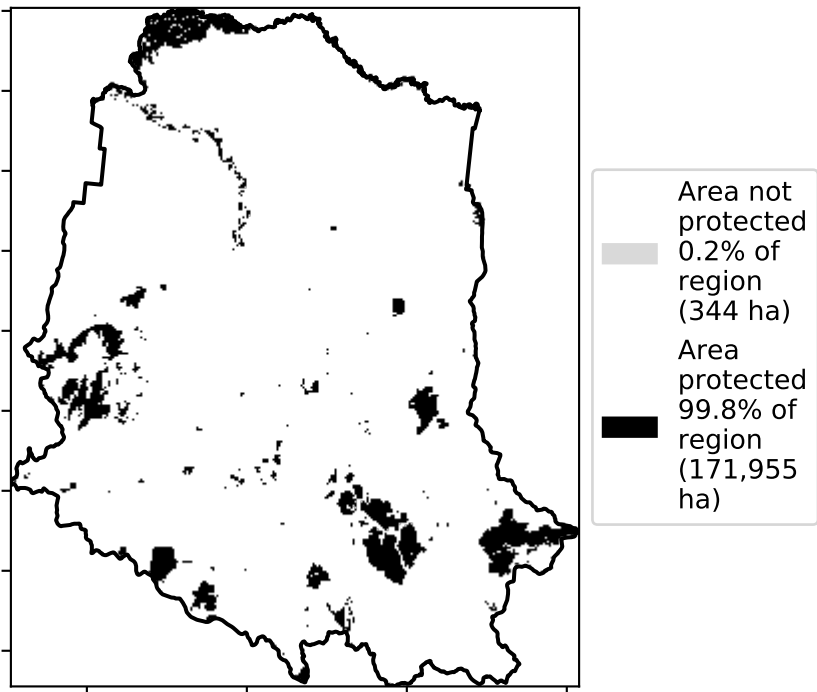 Area not
protected
0.2% of
region
(344 ha)
Area
protected
99.8% of
region
(171,955
ha)